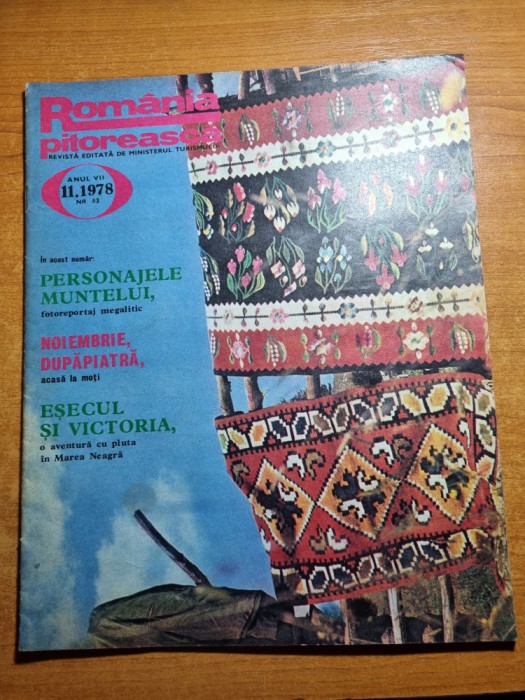 România
pitorească
REVISTĂ EDITATĂ DE MINISTERUL TURISMULUI
ANUL VII
11.1978
NR
În acest număr:
PERSONAJELE
MUNTELUI,
fotoreportaj megalitic
NOIEMBRIE,
DUPĂPIATRĂ,
acasă la moți
EȘECUL
ȘI VICTORIA,
o aventură cu pluta
în Marea Neagră